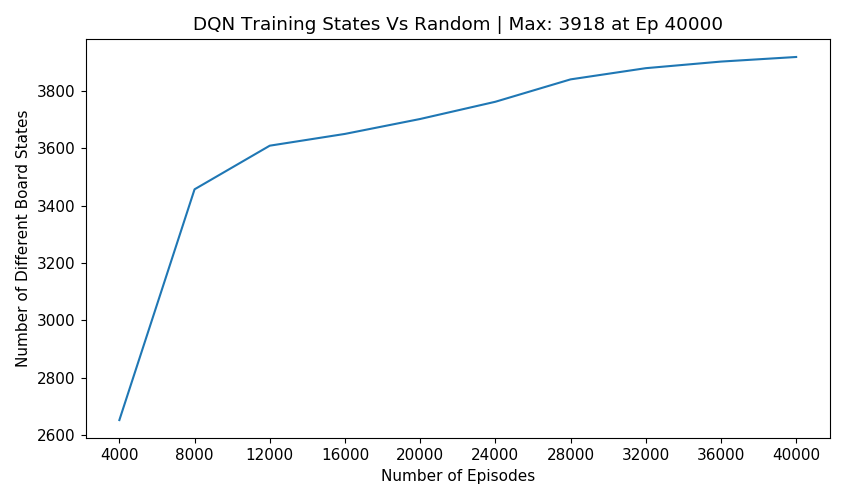 DQN Training States Vs Random | Max: 3918 at Ep 40000
Number of Different Board States
3800
3600
3400
3200
3000
2800
2600
4000 8000 12000 16000 20000 24000 28000 32000 36000 40000
Number of Episodes